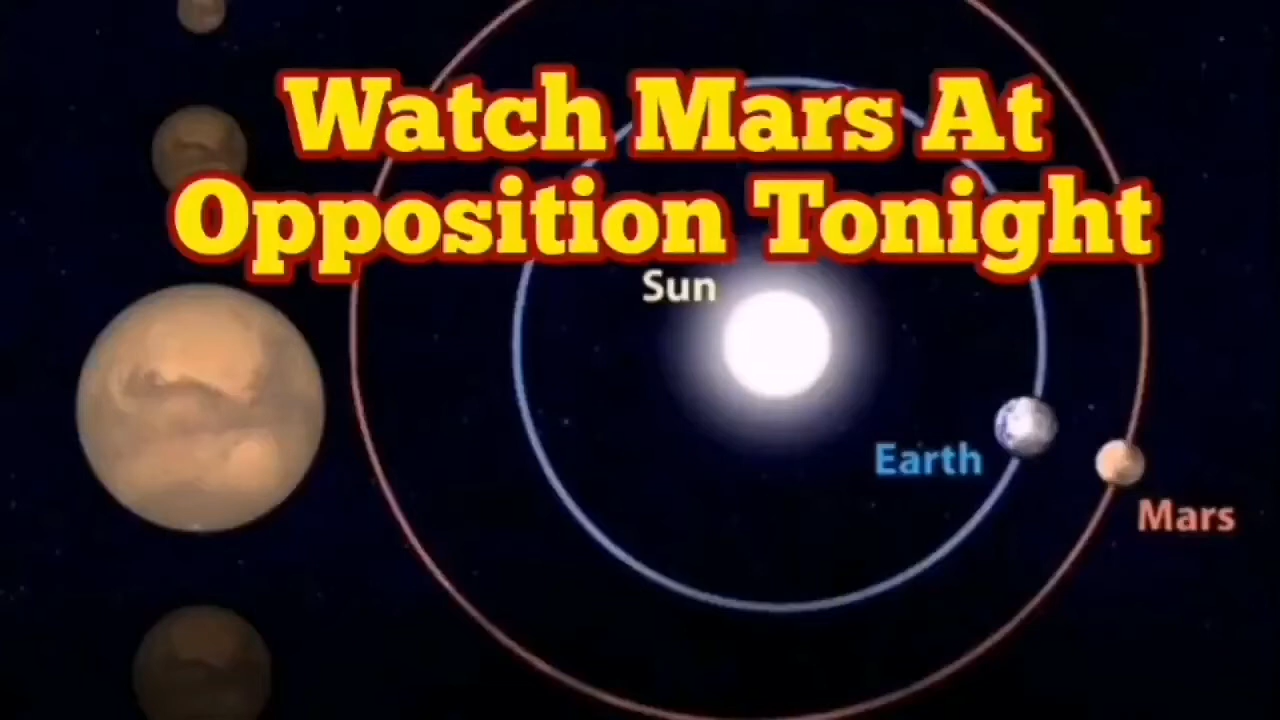 Watch Mars At
Opposition Tonight
Sun
Earth
Mars